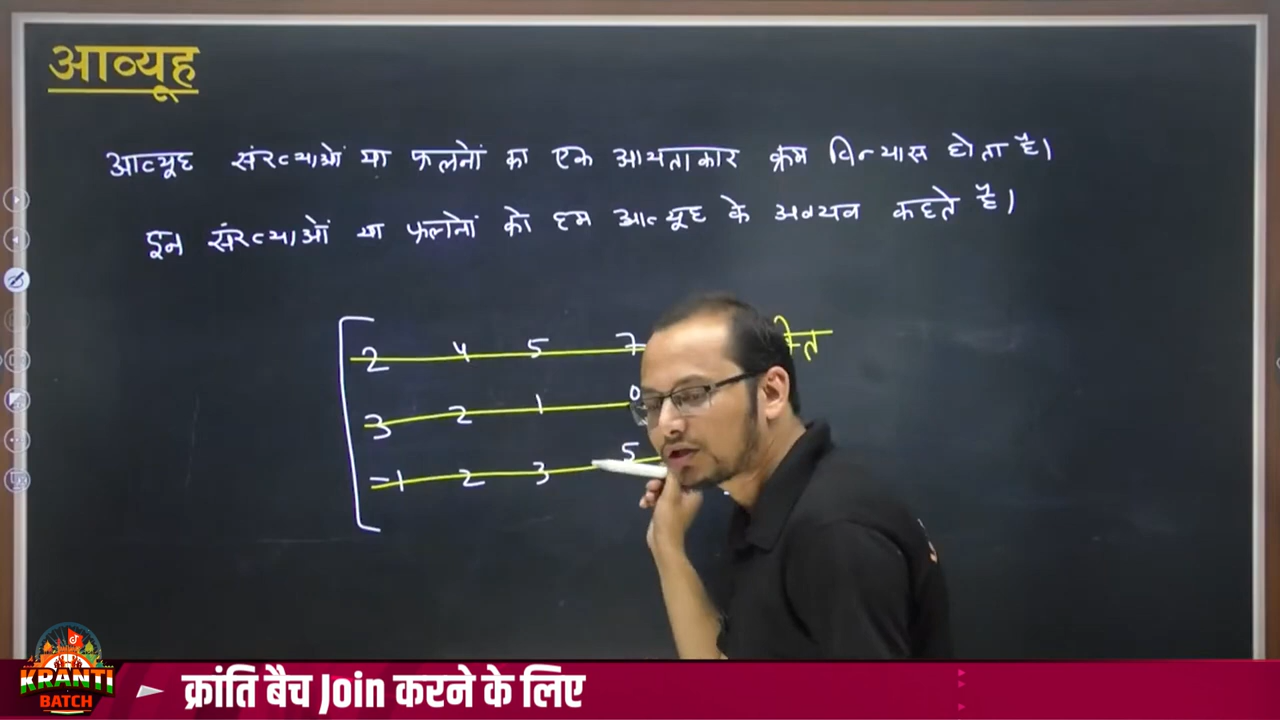 आव्यूह
आव्यूह संख्याओं या फलनों का एक आयताकार क्रम विन्यास होता है।
इन संख्याओं या फलनों को हम आव्यूह के अवयव कहते है।
2 4 5 7
3 2 1 0
-1 2 3 5
KRANTI
BATCH
क्रांति बैच Join करने के लिए